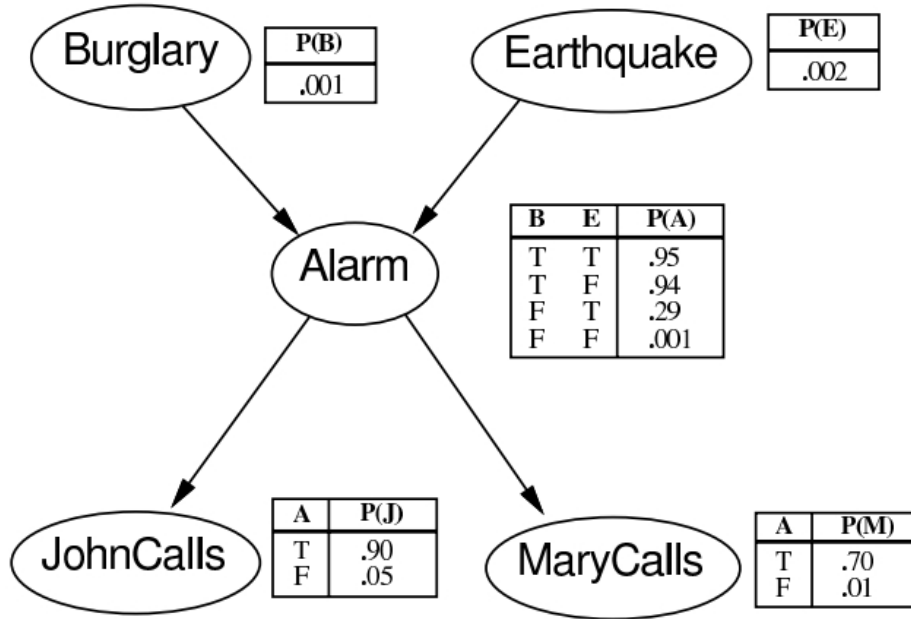 Burglary
P(B)
.001
Earthquake
P(E)
.002
Alarm
B E P(A)
T T .95
T F .94
F T .29
F F .001
JohnCalls
A P(J)
T .90
F .05
MaryCalls
A P(M)
T .70
F .01